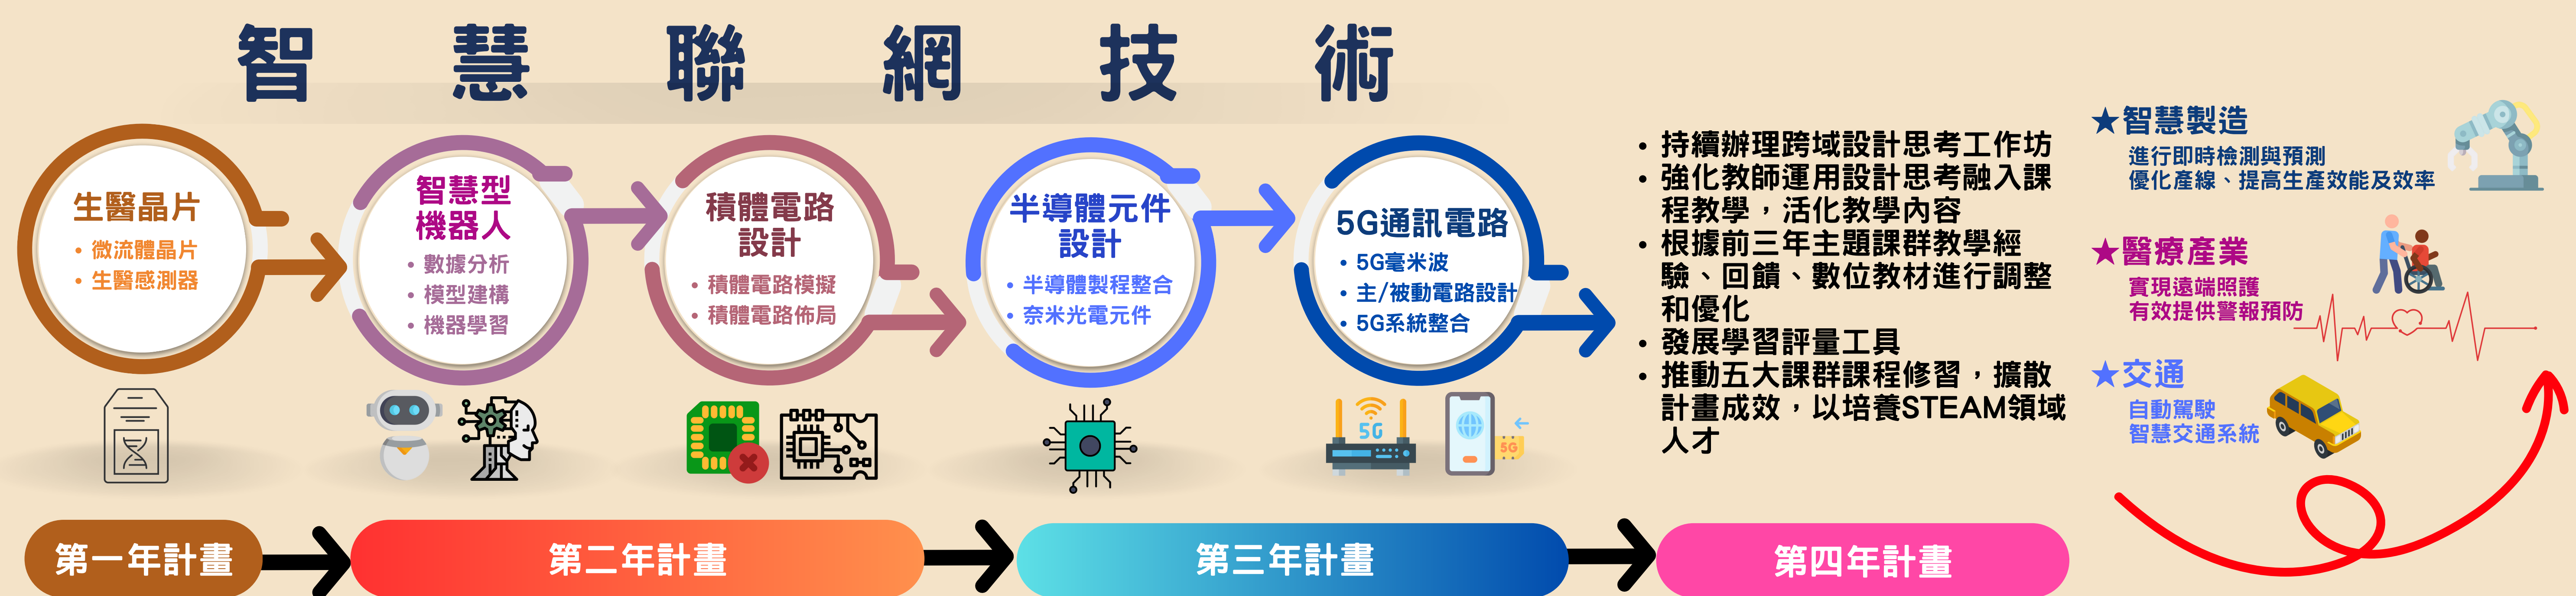 智慧聯網技術
生醫晶片
• 微流體晶片
• 生醫感測器
智慧型
機器人
• 數據分析
• 模型建構
• 機器學習
積體電路
設計
• 積體電路模擬
• 積體電路佈局
半導體元件
設計
• 半導體製程整合
• 奈米光電元件
5G通訊電路
• 5G毫米波
• 主/被動電路設計
• 5G系統整合
5G
5G
• 持續辦理跨域設計思考工作坊
• 強化教師運用設計思考融入課
程教學，活化教學內容
• 根據前三年主題課群教學經
驗、回饋、數位教材進行調整
和優化
• 發展學習評量工具
• 推動五大課群課程修習，擴散
計畫成效，以培養STEAM領域
人才
★智慧製造
進行即時檢測與預測
優化產線、提高生產效能及效率
★醫療產業
實現遠端照護
有效提供警報預防
★交通
自動駕駛
智慧交通系統
第一年計畫
第二年計畫
第三年計畫
第四年計畫